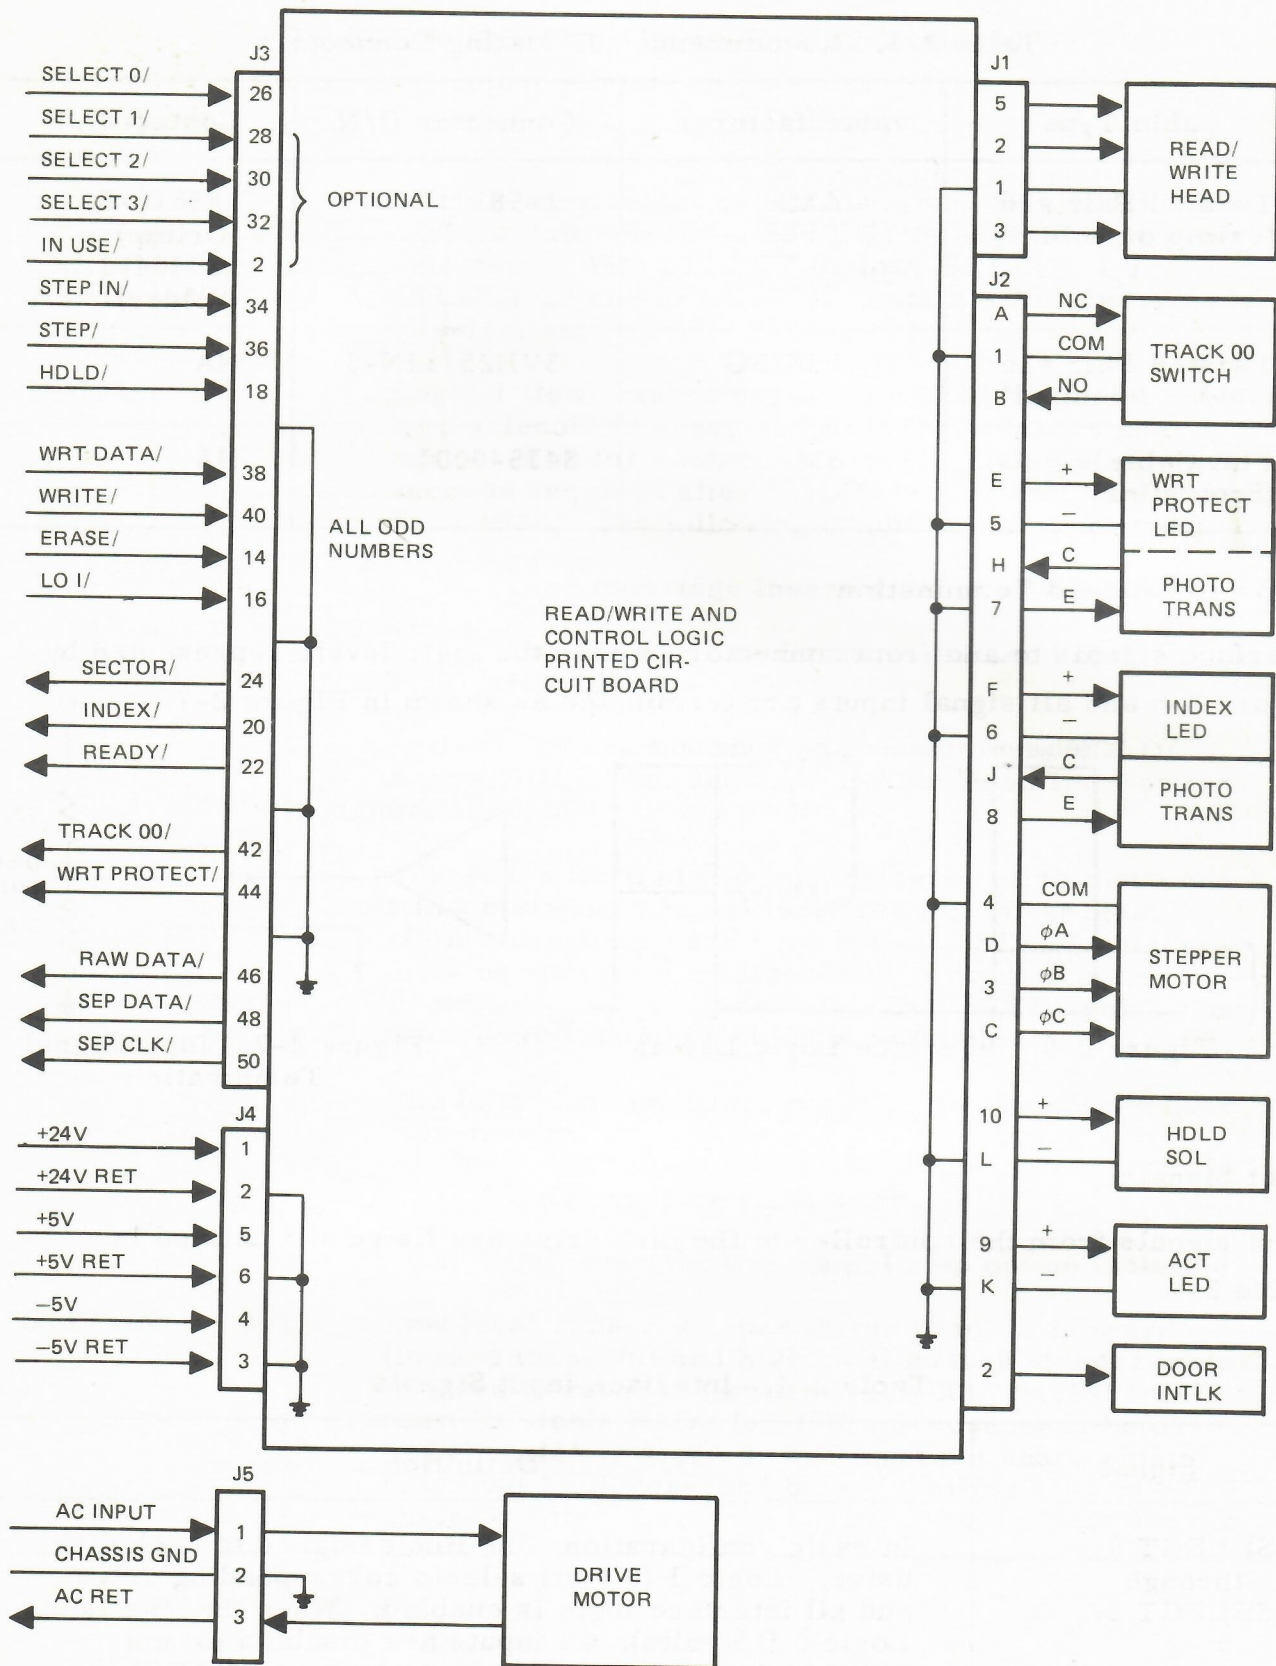 J3
SELECT 0/
26
SELECT 1/
28
SELECT 2/
30
SELECT 3/
32
OPTIONAL
IN USE/
2
STEP IN/
34
STEP/
36
HDLD/
18
WRT DATA/
38
WRITE/
40
ERASE/
14
LO I/
16
ALL ODD
NUMBERS
SECTOR/
24
INDEX/
20
READY/
22
TRACK 00/
42
WRT PROTECT/
44
RAW DATA/
46
SEP DATA/
48
SEP CLK/
50
READ/WRITE AND
CONTROL LOGIC
PRINTED CIR-
CUIT BOARD
J4
+24V
1
+24V RET
2
+5V
5
+5V RET
6
–5V
4
–5V RET
3
J1
5
2
1
3
READ/
WRITE
HEAD
J2
A
NC
1
COM
B
NO
TRACK 00
SWITCH
E
+
5
–
WRT
PROTECT
LED
H
C
7
E
PHOTO
TRANS
F
+
6
–
INDEX
LED
J
C
8
E
PHOTO
TRANS
4
COM
D
φA
3
φB
C
φC
STEPPER
MOTOR
10
+
L
–
HDLD
SOL
9
+
K
–
ACT
LED
2
DOOR
INTLK
J5
AC INPUT
1
CHASSIS GND
2
AC RET
3
DRIVE
MOTOR